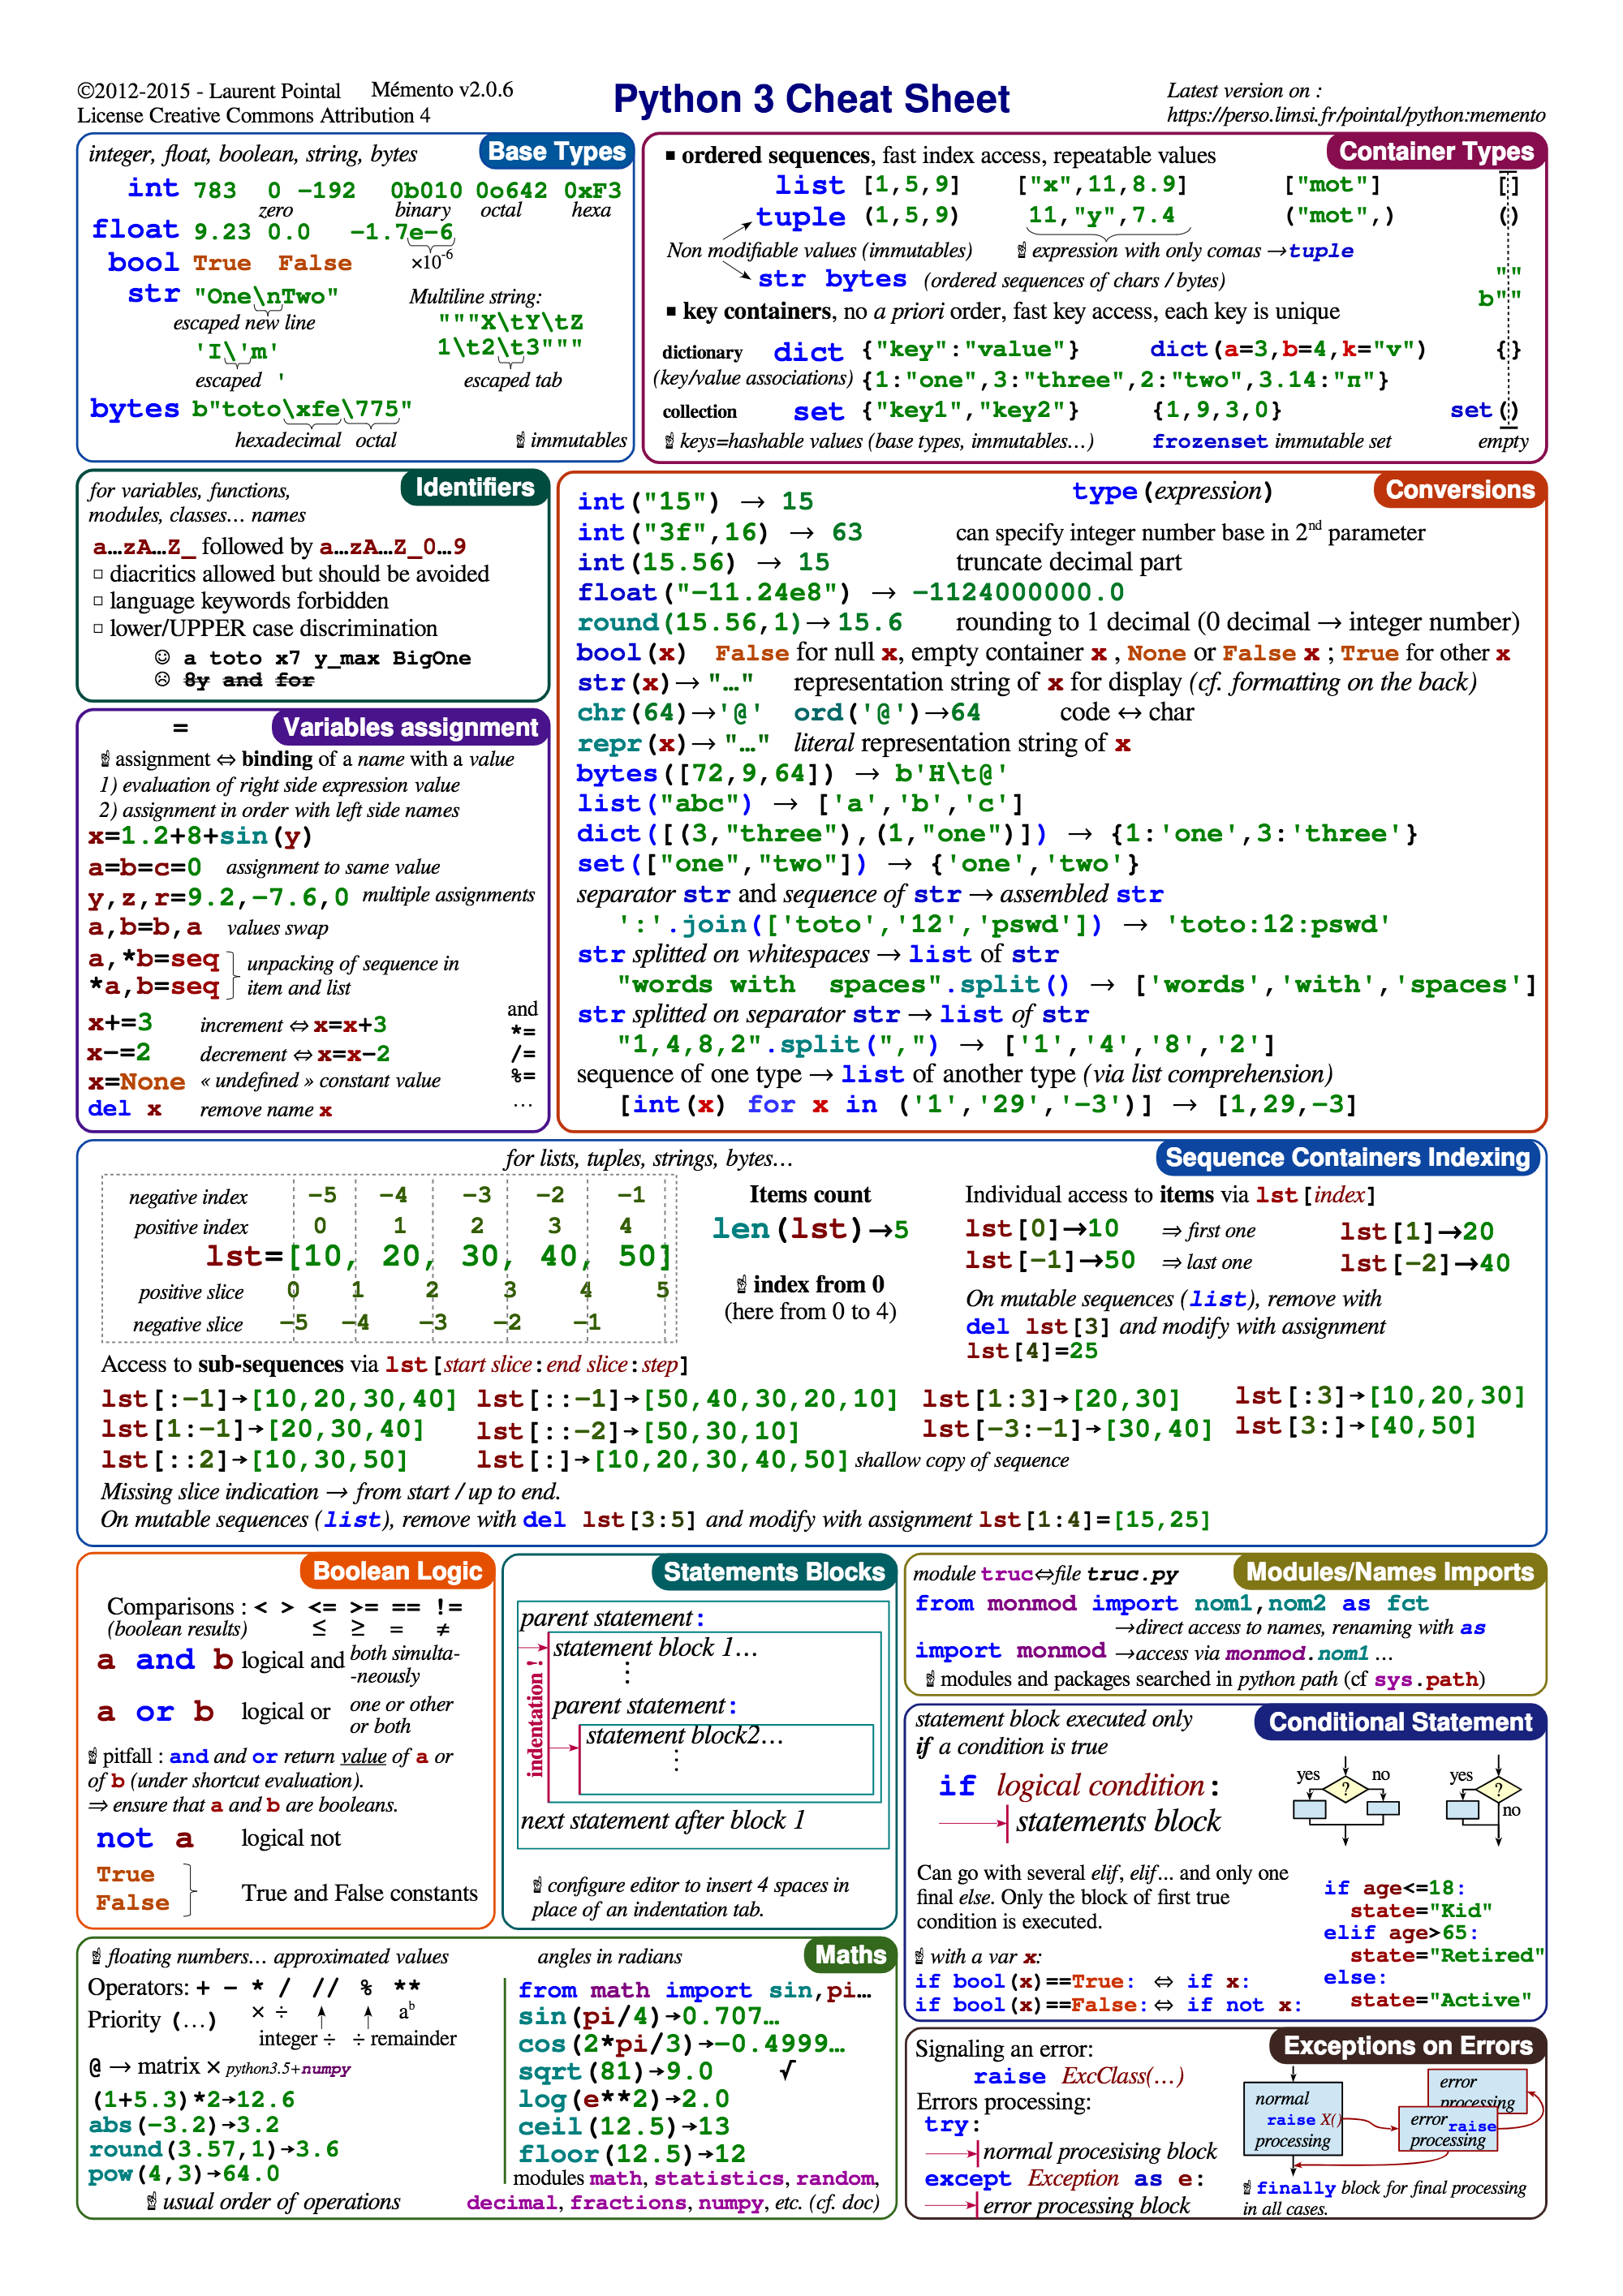 ©2012-2015 - Laurent Pointal Mémento v2.0.6
License Creative Commons Attribution 4
Python 3 Cheat Sheet
Latest version on :
https://perso.limsi.fr/pointal/python:memento
Base Types
integer, float, boolean, string, bytes
int 783 0 -192 0b010 0o642 0xF3
zero binary octal hexa
float 9.23 0.0 -1.7e-6
bool True False ×10-6
str "One\nTwo" Multiline string:
escaped new line """X\tY\tZ
'I\'m' 1\t2\t3"""
escaped ' escaped tab
bytes b"toto\xfe\775"
hexadecimal octal ☝ immutables
Container Types
▪ ordered sequences, fast index access, repeatable values
list [1,5,9] ["x",11,8.9] ["mot"] []
tuple (1,5,9) 11,"y",7.4 ("mot",) ()
Non modifiable values (immutables) ☝ expression with only comas →tuple
str bytes (ordered sequences of chars / bytes) ""
b""
▪ key containers, no a priori order, fast key access, each key is unique
dictionary dict {"key":"value"} dict(a=3,b=4,k="v") {}
(key/value associations) {1:"one",3:"three",2:"two",3.14:"π"}
collection set {"key1","key2"} {1,9,3,0} set()
☝ keys=hashable values (base types, immutables…) frozenset immutable set empty
Identifiers
for variables, functions,
modules, classes… names
a…zA…Z_ followed by a…zA…Z_0…9
□ diacritics allowed but should be avoided
□ language keywords forbidden
□ lower/UPPER case discrimination
☺ a toto x7 y_max BigOne
☹ 8y and for
Variables assignment
=
☝ assignment ⇔ binding of a name with a value
1) evaluation of right side expression value
2) assignment in order with left side names
x=1.2+8+sin(y)
a=b=c=0 assignment to same value
y,z,r=9.2,-7.6,0 multiple assignments
a,b=b,a values swap
a,*b=seq unpacking of sequence in
*a,b=seq item and list
and
x+=3 increment ⇔ x=x+3 *=
x-=2 decrement ⇔ x=x-2 /=
x=None « undefined » constant value %=
del x remove name x …
Conversions
type(expression)
int("15") → 15
int("3f",16) → 63 can specify integer number base in 2nd parameter
int(15.56) → 15 truncate decimal part
float("-11.24e8") → -1124000000.0
round(15.56,1)→ 15.6 rounding to 1 decimal (0 decimal → integer number)
bool(x) False for null x, empty container x , None or False x ; True for other x
str(x)→ "…" representation string of x for display (cf. formatting on the back)
chr(64)→'@' ord('@')→64 code ↔ char
repr(x)→ "…" literal representation string of x
bytes([72,9,64]) → b'H\t@'
list("abc") → ['a','b','c']
dict([(3,"three"),(1,"one")]) → {1:'one',3:'three'}
set(["one","two"]) → {'one','two'}
separator str and sequence of str → assembled str
':'.join(['toto','12','pswd']) → 'toto:12:pswd'
str splitted on whitespaces → list of str
"words with  spaces".split() → ['words','with','spaces']
str splitted on separator str → list of str
"1,4,8,2".split(",") → ['1','4','8','2']
sequence of one type → list of another type (via list comprehension)
[int(x) for x in ('1','29','-3')] → [1,29,-3]
Sequence Containers Indexing
for lists, tuples, strings, bytes…
negative index -5 -4 -3 -2 -1
positive index 0 1 2 3 4
lst=[10, 20, 30, 40, 50]
positive slice 0 1 2 3 4 5
negative slice -5 -4 -3 -2 -1
Items count
len(lst)→5
☝ index from 0
(here from 0 to 4)
Individual access to items via lst[index]
lst[0]→10 ⇒ first one lst[1]→20
lst[-1]→50 ⇒ last one lst[-2]→40
On mutable sequences (list), remove with
del lst[3] and modify with assignment
lst[4]=25
Access to sub-sequences via lst[start slice:end slice:step]
lst[:-1]→[10,20,30,40] lst[::-1]→[50,40,30,20,10] lst[1:3]→[20,30] lst[:3]→[10,20,30]
lst[1:-1]→[20,30,40] lst[::-2]→[50,30,10] lst[-3:-1]→[30,40] lst[3:]→[40,50]
lst[::2]→[10,30,50] lst[:]→[10,20,30,40,50] shallow copy of sequence
Missing slice indication → from start / up to end.
On mutable sequences (list), remove with del lst[3:5] and modify with assignment lst[1:4]=[15,25]
Boolean Logic
Comparisons : < > <= >= == !=
(boolean results) ≤ ≥ = ≠
a and b logical and both simulta-
-neously
a or b logical or one or other
or both
☝ pitfall : and and or return value of a or
of b (under shortcut evaluation).
⇒ ensure that a and b are booleans.
not a logical not
True
False True and False constants
Statements Blocks
parent statement:
statement block 1…
⋮
parent statement:
statement block2…
⋮
indentation !
next statement after block 1
☝ configure editor to insert 4 spaces in
place of an indentation tab.
Modules/Names Imports
module truc⇔file truc.py
from monmod import nom1,nom2 as fct
→direct access to names, renaming with as
import monmod →access via monmod.nom1 …
☝ modules and packages searched in python path (cf sys.path)
Conditional Statement
statement block executed only
if a condition is true
if logical condition:
statements block
yes ? no yes ? no
Can go with several elif, elif... and only one
final else. Only the block of first true
condition is executed.
☝ with a var x:
if bool(x)==True: ⇔ if x:
if bool(x)==False: ⇔ if not x:
if age<=18:
state="Kid"
elif age>65:
state="Retired"
else:
state="Active"
Maths
☝ floating numbers… approximated values angles in radians
Operators: + - * / // % **
Priority (…) × ÷ ab
integer ÷ ÷ remainder
@ → matrix × python3.5+numpy
(1+5.3)*2→12.6
abs(-3.2)→3.2
round(3.57,1)→3.6
pow(4,3)→64.0
☝ usual order of operations
from math import sin,pi…
sin(pi/4)→0.707…
cos(2*pi/3)→-0.4999…
sqrt(81)→9.0 √
log(e**2)→2.0
ceil(12.5)→13
floor(12.5)→12
modules math, statistics, random,
decimal, fractions, numpy, etc. (cf. doc)
Exceptions on Errors
Signaling an error:
raise ExcClass(…)
Errors processing:
try:
normal procesising block
except Exception as e:
error processing block
normal
raise X()
processing
error
processing
error raise
processing
☝ finally block for final processing
in all cases.